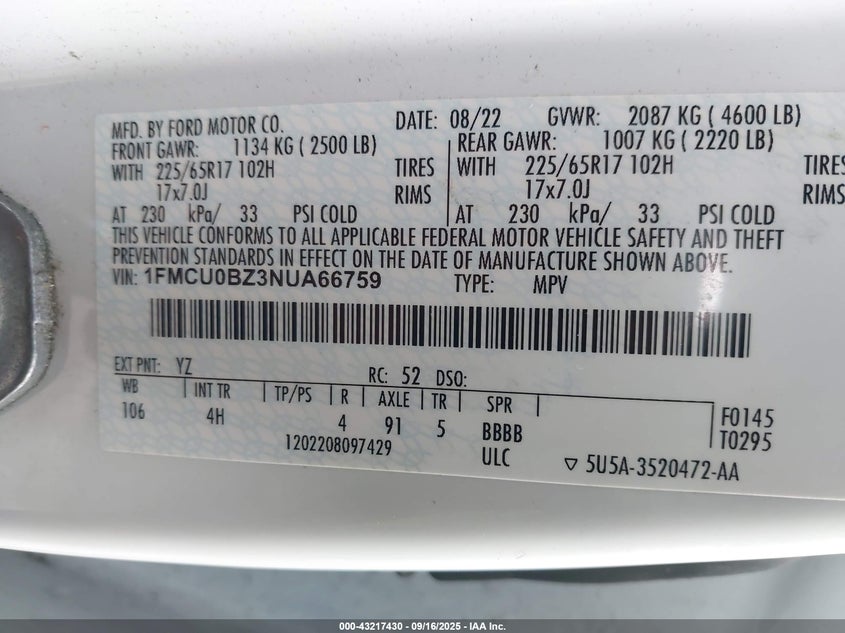 MFD. BY FORD MOTOR CO. DATE: 08/22 GVWR: 2087 KG ( 4600 LB)
FRONT GAWR: 1134 KG ( 2500 LB) REAR GAWR: 1007 KG ( 2220 LB)
WITH 225/65R17 102H TIRES WITH 225/65R17 102H TIRES
17x7.0J RIMS 17x7.0J RIMS
AT 230 kPa/ 33 PSI COLD AT 230 kPa/ 33 PSI COLD
THIS VEHICLE CONFORMS TO ALL APPLICABLE FEDERAL MOTOR VEHICLE SAFETY AND THEFT
PREVENTION STANDARDS IN EFFECT ON THE DATE OF MANUFACTURE SHOWN ABOVE.
VIN: 1FMCU0BZ3NUA66759 TYPE: MPV
EXT PNT: YZ RC: 52 DSO:
WB INT TR TP/PS R AXLE TR SPR
106 4H 4 91 5 BBBB F0145
1202208097429 ULC T0295
▽ 5U5A-3520472-AA
000-43217430 - 09/16/2025 - IAA Inc.